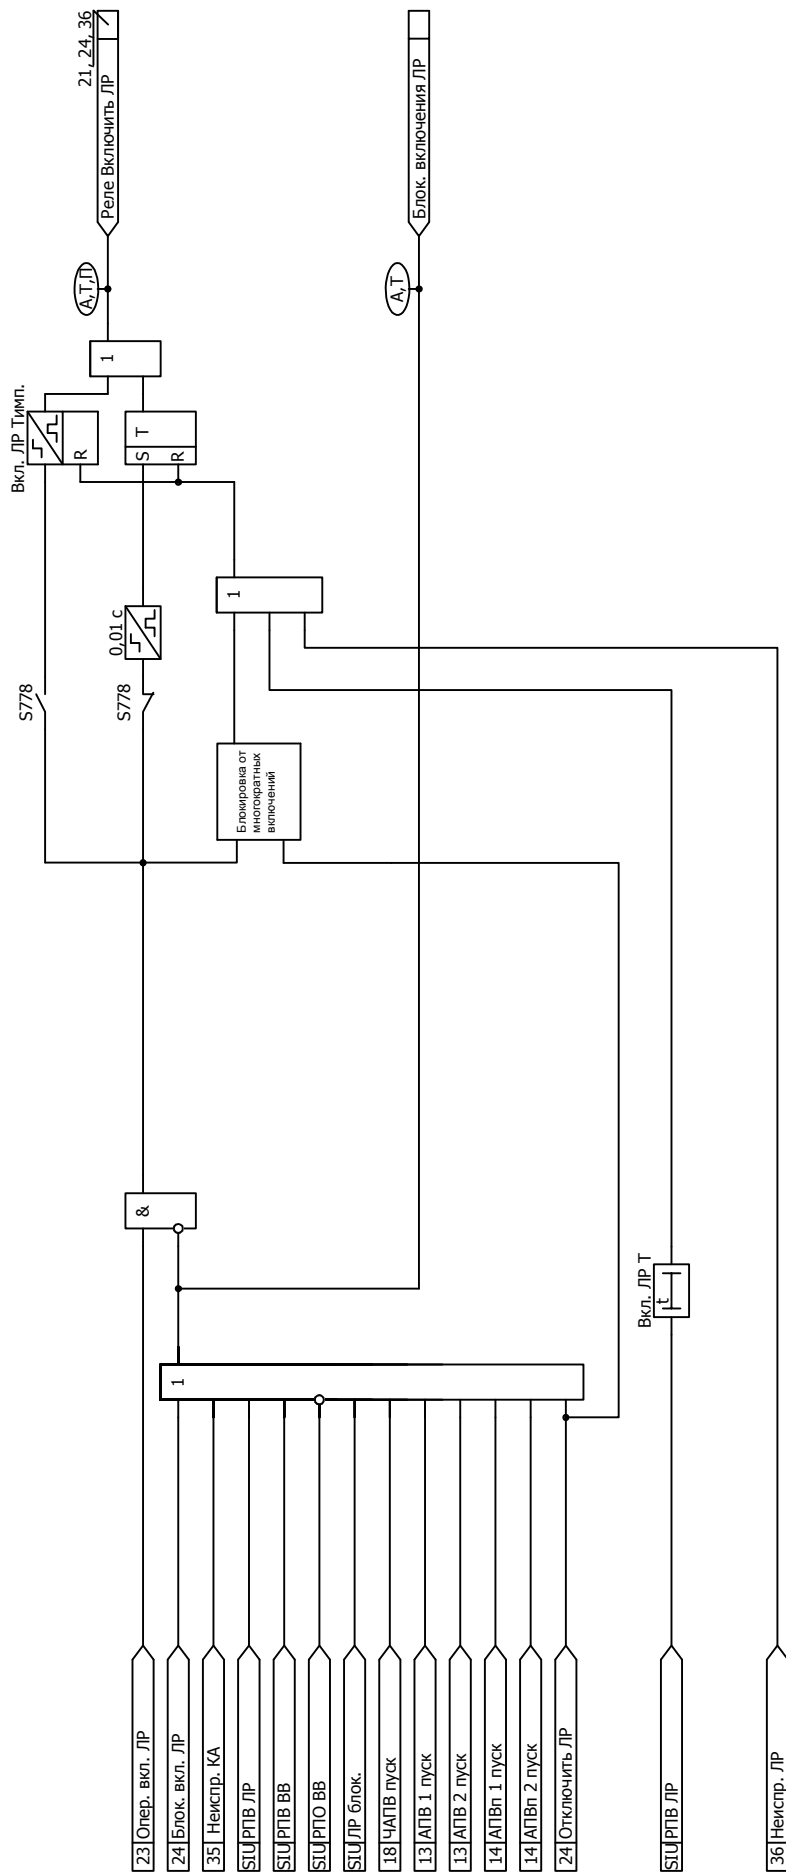 23 Опер. вкл. ЛР
24 Блок. вкл. ЛР
35 Неиспр. КА
SIU РПВ ЛР
SIU РПВ ВВ
SIU РПО ВВ
SIU ЛР блок.
18 ЧАПВ пуск
13 АПВ 1 пуск
13 АПВ 2 пуск
14 АПВп 1 пуск
14 АПВп 2 пуск
24 Отключить ЛР
SIU РПВ ЛР
36 Неиспр. ЛР
1
&
Вкл. ЛР Т
t
S778
S778
Блокировка от
многократных
включений
0,01 с
1
Вкл. ЛР Тимп.
R
S T
R
1
А,Т,П
А,Т
Реле Включить ЛР
21, 24, 36
Блок. включения ЛР